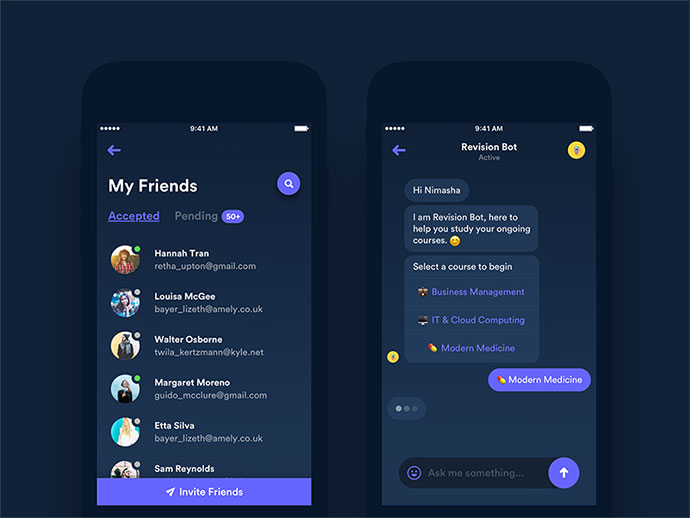 9:41 AM
My Friends
Accepted
Pending
50+
Hannah Tran
retha_upton@gmail.com
Louisa McGee
bayer_lizeth@amely.co.uk
Walter Osborne
twila_kertzmann@kyle.net
Margaret Moreno
guido_mcclure@gmail.com
Etta Silva
bayer_lizeth@amely.co.uk
Sam Reynolds
Invite Friends
9:41 AM
Revision Bot
Active
Hi Nimasha
I am Revision Bot, here to
help you study your ongoing
courses. 😊
Select a course to begin
Business Management
IT & Cloud Computing
Modern Medicine
Modern Medicine
Ask me something...